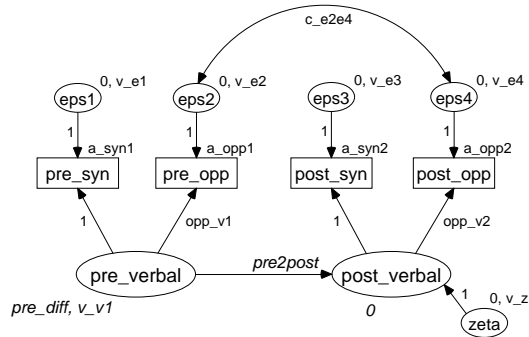 c_e2e4
0, v_e1
0, v_e2
0, v_e3
0, v_e4
eps1
eps2
eps3
eps4
1
1
1
1
a_syn1
a_opp1
a_syn2
a_opp2
pre_syn
pre_opp
post_syn
post_opp
1
opp_v1
1
opp_v2
pre_verbal
pre2post
post_verbal
pre_diff, v_v1
0
1
0, v_z
zeta